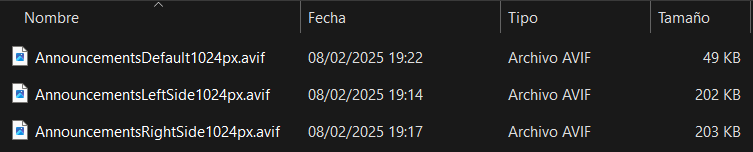 Nombre Fecha Tipo Tamaño
AnnouncementsDefault1024px.avif 08/02/2025 19:22 Archivo AVIF 49 KB
AnnouncementsLeftSide1024px.avif 08/02/2025 19:14 Archivo AVIF 202 KB
AnnouncementsRightSide1024px.avif 08/02/2025 19:17 Archivo AVIF 203 KB